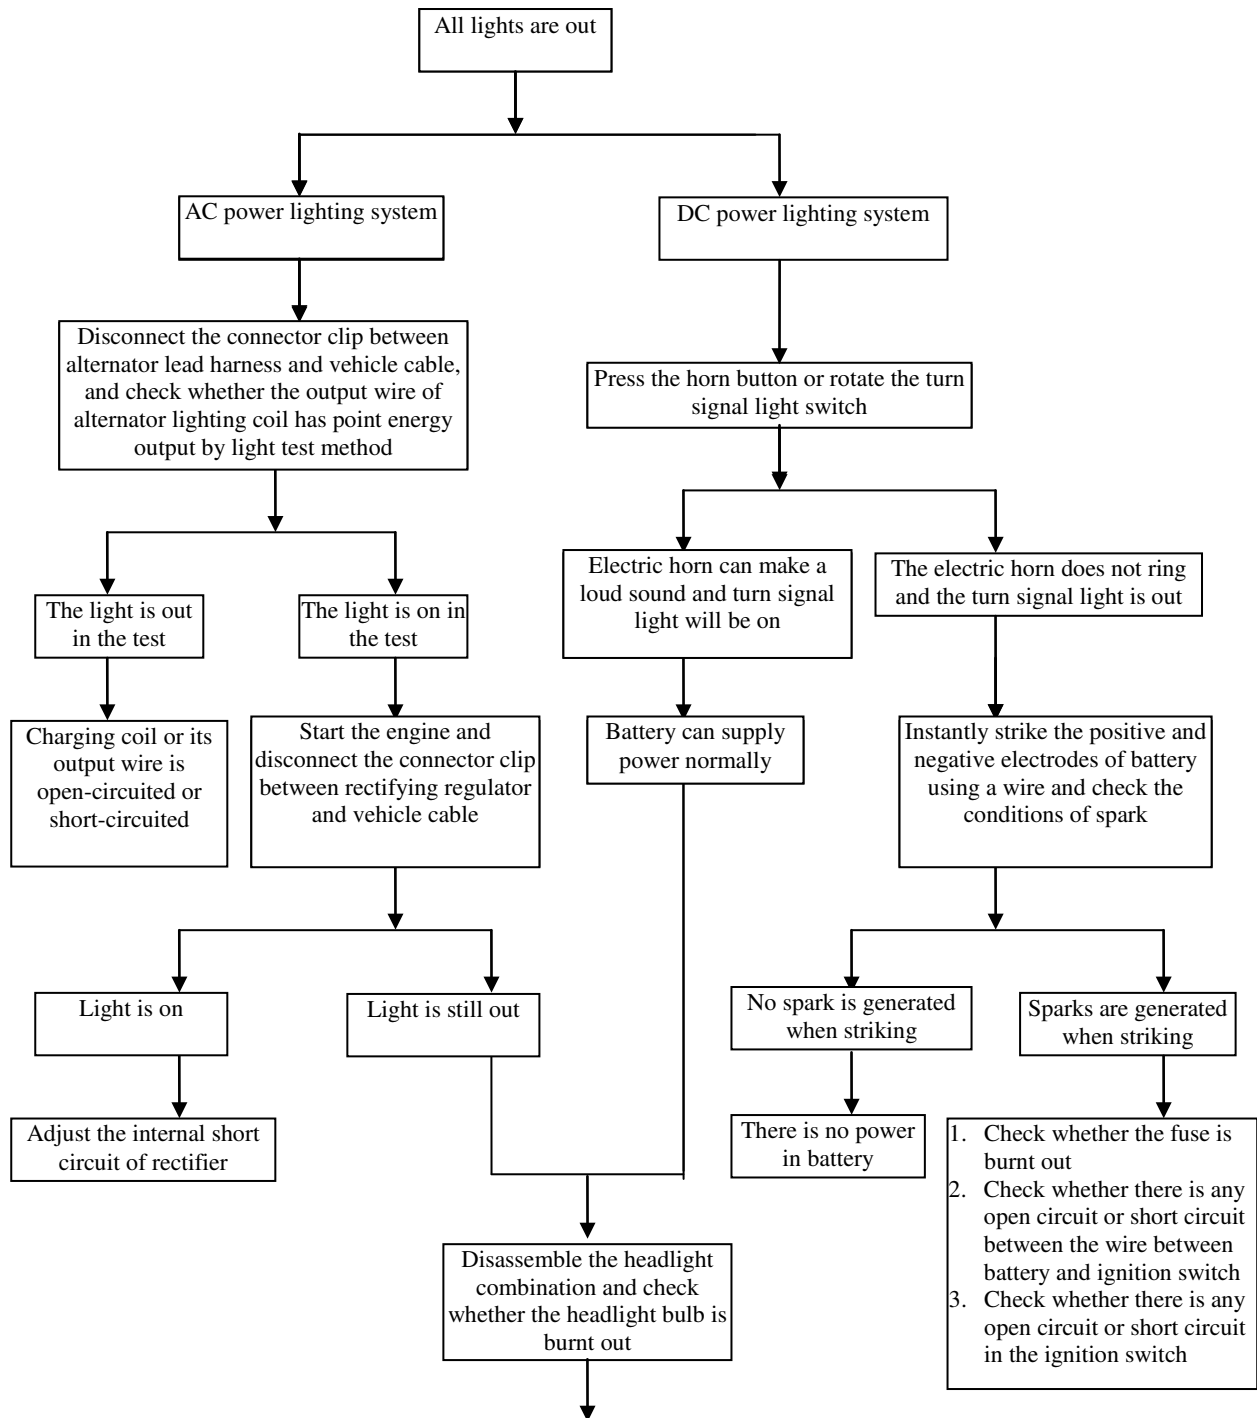 All lights are out
AC power lighting system
DC power lighting system
Disconnect the connector clip between
alternator lead harness and vehicle cable,
and check whether the output wire of
alternator lighting coil has point energy
output by light test method
Press the horn button or rotate the turn
signal light switch
The light is out
in the test
The light is on in
the test
Electric horn can make a
loud sound and turn signal
light will be on
The electric horn does not ring
and the turn signal light is out
Charging coil or its
output wire is
open-circuited or
short-circuited
Start the engine and
disconnect the connector clip
between rectifying regulator
and vehicle cable
Battery can supply
power normally
Instantly strike the positive and
negative electrodes of battery
using a wire and check the
conditions of spark
Light is on
Light is still out
No spark is generated
when striking
Sparks are generated
when striking
Adjust the internal short
circuit of rectifier
There is no power
in battery
1. Check whether the fuse is
burnt out
2. Check whether there is any
open circuit or short circuit
between the wire between
battery and ignition switch
3. Check whether there is any
open circuit or short circuit
in the ignition switch
Disassemble the headlight
combination and check
whether the headlight bulb is
burnt out